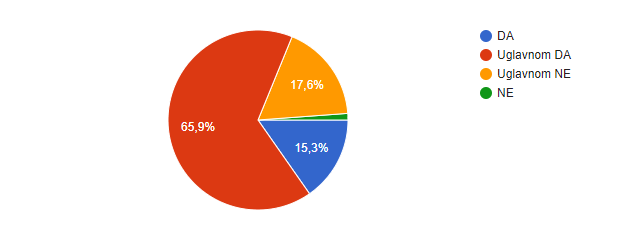 DA
Uglavnom DA
Uglavnom NE
NE
17,6%
65,9%
15,3%